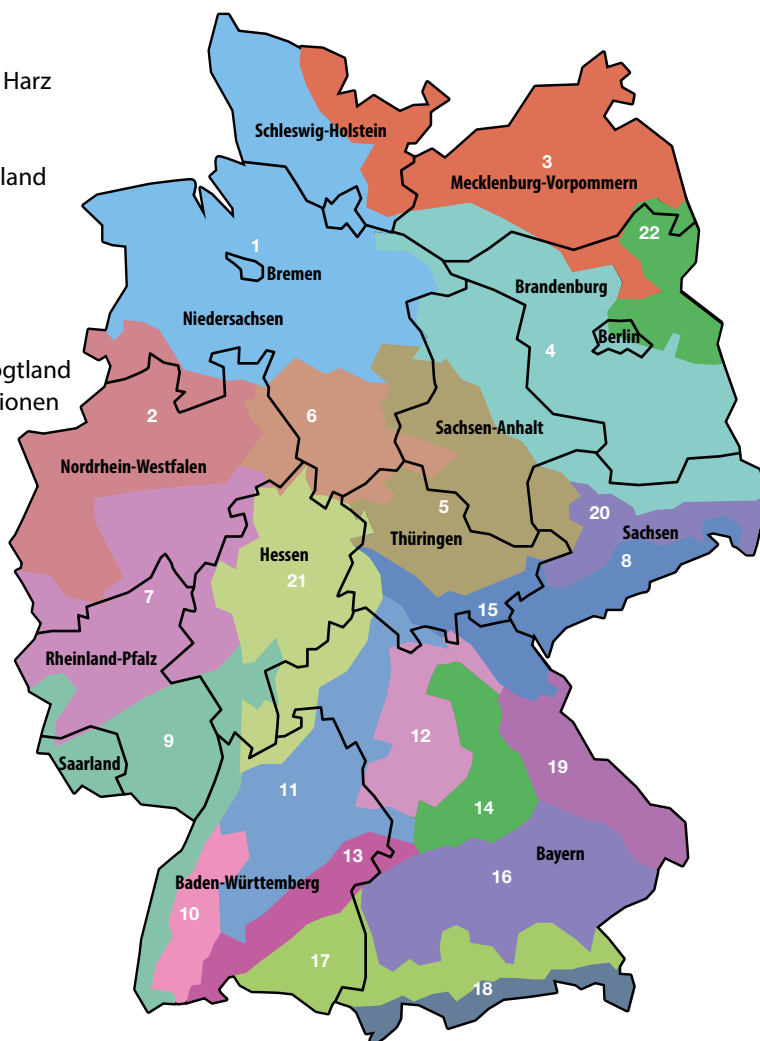 Harz
land
ogtland
ionen
Schleswig-Holstein
3
Mecklenburg-Vorpommern
22
1
Bremen
Brandenburg
Niedersachsen
Berlin
4
2
6
Sachsen-Anhalt
Nordrhein-Westfalen
5
20
Thüringen
Sachsen
Hessen
8
21
7
15
Rheinland-Pfalz
12
9
Saarland
19
11
14
13
Bayern
Baden-Württemberg
16
10
17
18